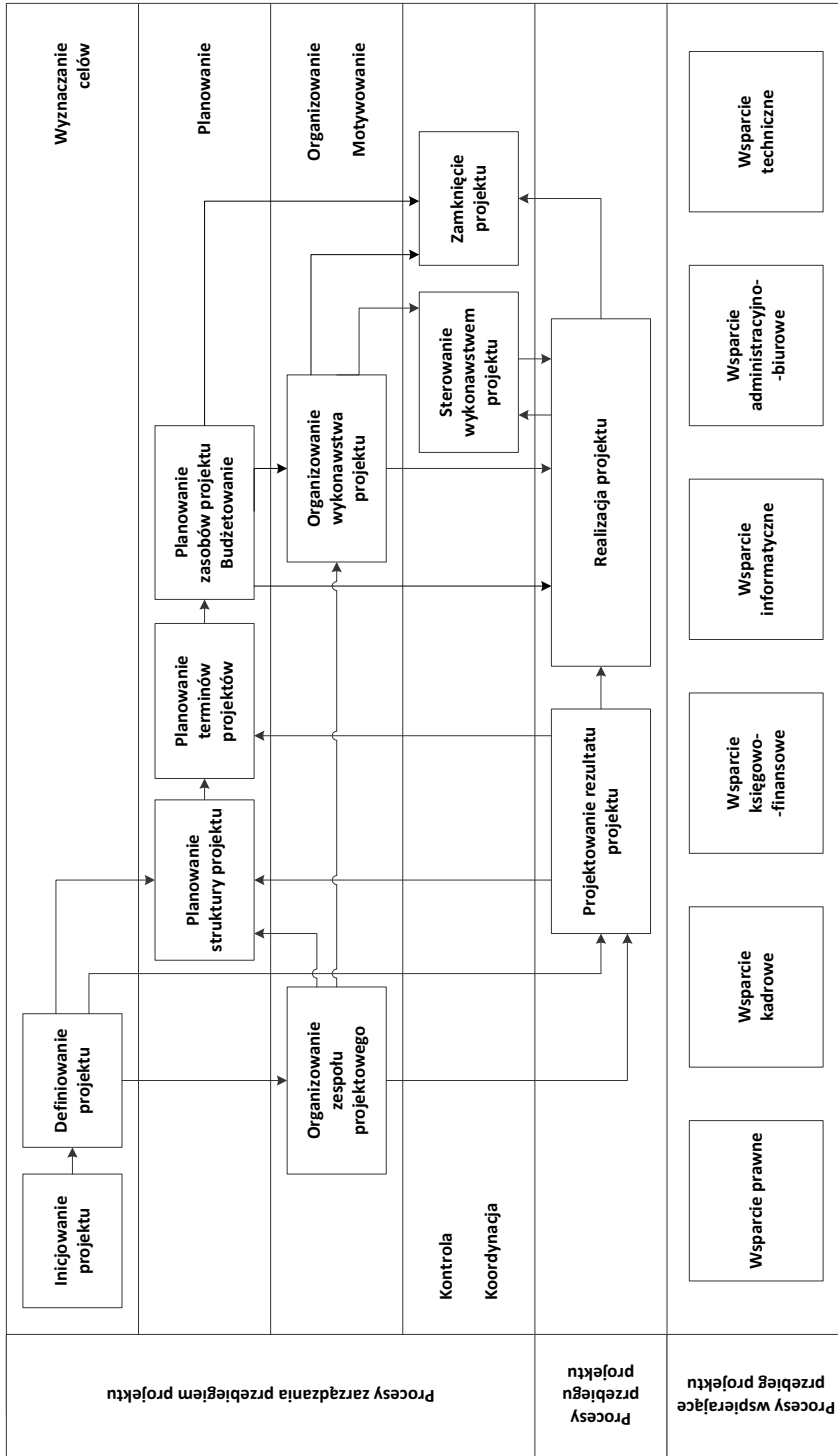 Wyznaczanie
celów
Inicjowanie
projektu
Definiowanie
projektu
Planowanie
Planowanie
struktury projektu
Planowanie
terminów
projektów
Planowanie
zasobów projektu
Budżetowanie
Organizowanie
Motywowanie
Organizowanie
zespołu
projektowego
Organizowanie
wykonawstwa
projektu
Kontrola
Koordynacja
Sterowanie
wykonawstwem
projektu
Zamknięcie
projektu
Procesy zarządzania przebiegiem projektu
Procesy
przebiegu
projektu
Projektowanie rezultatu
projektu
Realizacja projektu
Procesy wspierające
przebieg projektu
Wsparcie prawne
Wsparcie
kadrowe
Wsparcie
księgowo-
-finansowe
Wsparcie
informatyczne
Wsparcie
administracyjno-
-biurowe
Wsparcie
techniczne